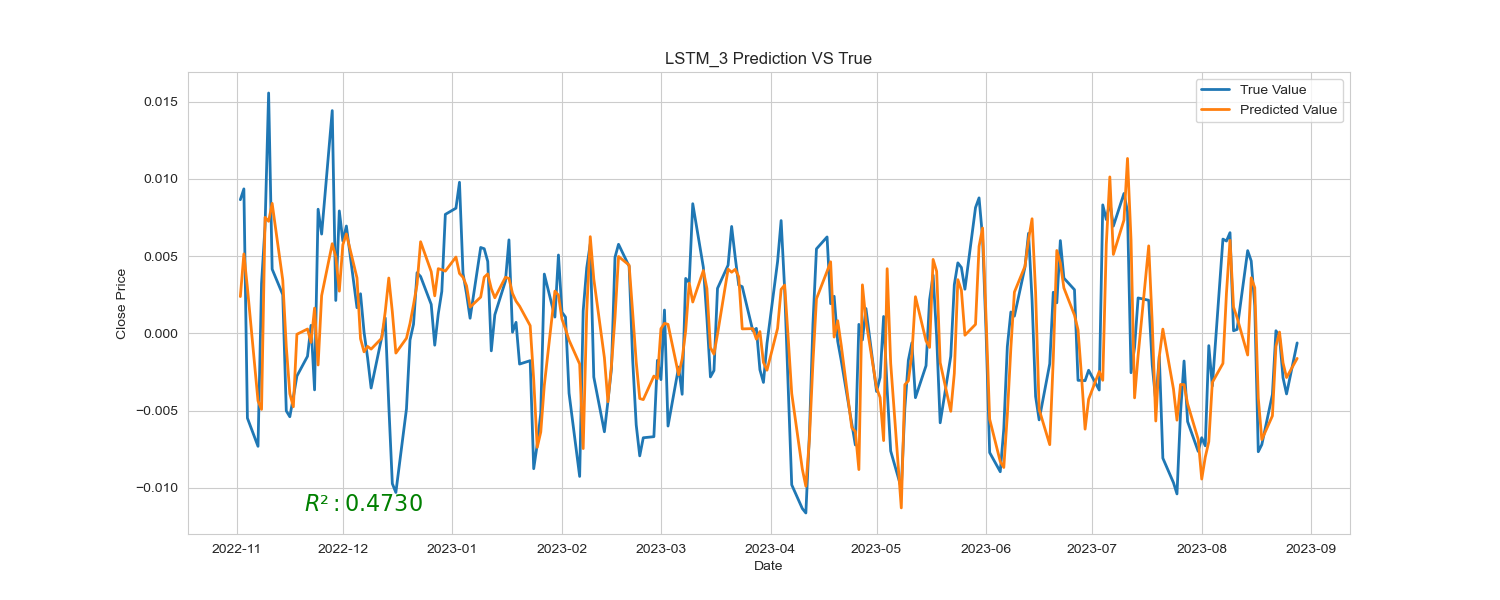 LSTM_3 Prediction VS True
True Value
Predicted Value
Close Price
0.015
0.010
0.005
0.000
−0.005
−0.010
R² : 0.4730
2022-11 2022-12 2023-01 2023-02 2023-03 2023-04 2023-05 2023-06 2023-07 2023-08 2023-09
Date